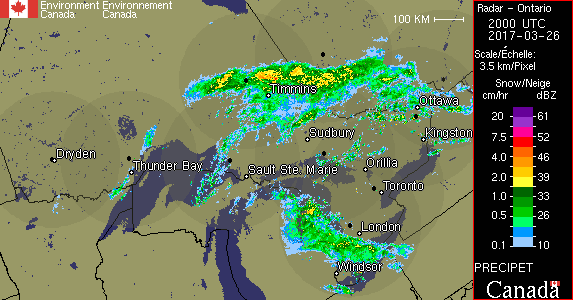 Environment Environnement
Canada Canada
100 KM
Timmins
Ottawa
Sudbury
Kingston
Dryden
Thunder Bay
Sault Ste. Marie
Orillia
Toronto
London
Windsor
Radar - Ontario
2000 UTC
2017-03-26
Scale/Échelle:
3.5 km/Pixel
Snow/Neige
cm/hr dBZ
20 61
7.5 52
4.0 46
2.0 39
1.0 33
0.5 26
0.1 10
PRECIPET
Canada